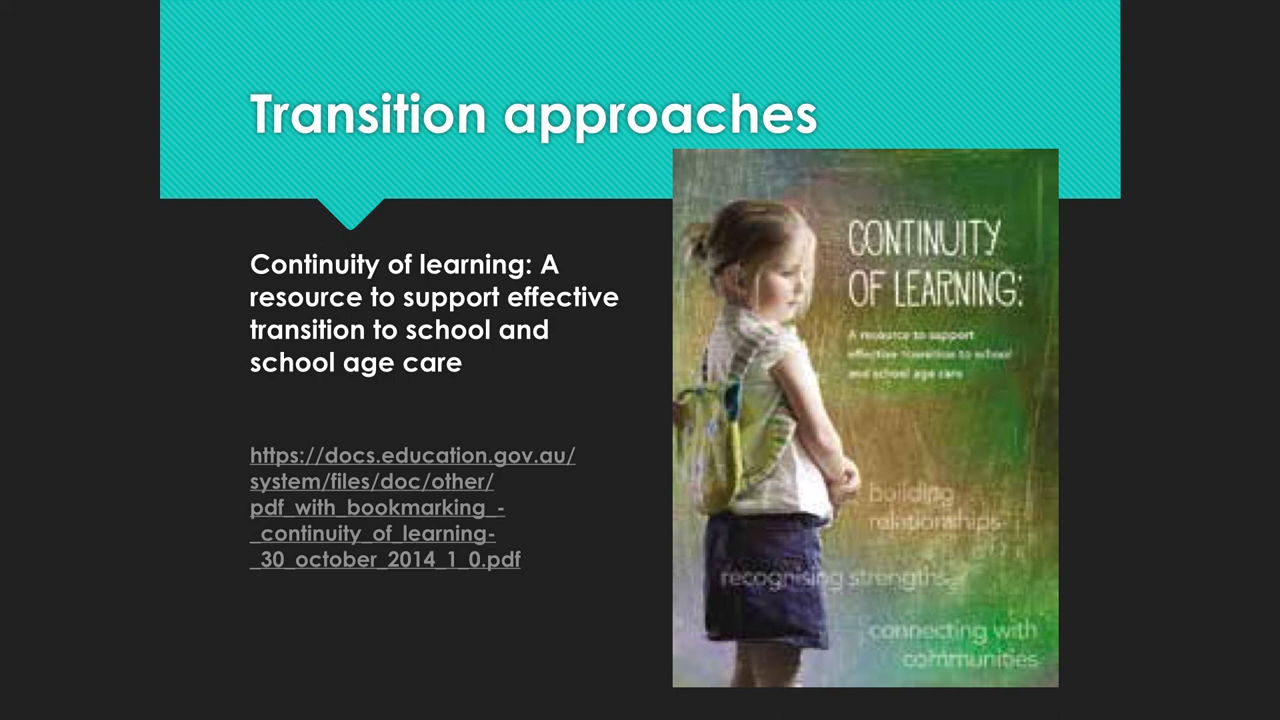 Transition approaches
Continuity of learning: A
resource to support effective
transition to school and
school age care
https://docs.education.gov.au/
system/files/doc/other/
pdf_with_bookmarking_-
_continuity_of_learning-
_30_october_2014_1_0.pdf
CONTINUITY
OF LEARNING:
A resource to support
effective transition to school
and school age care
building
relationships
recognising strengths
connecting with
communities